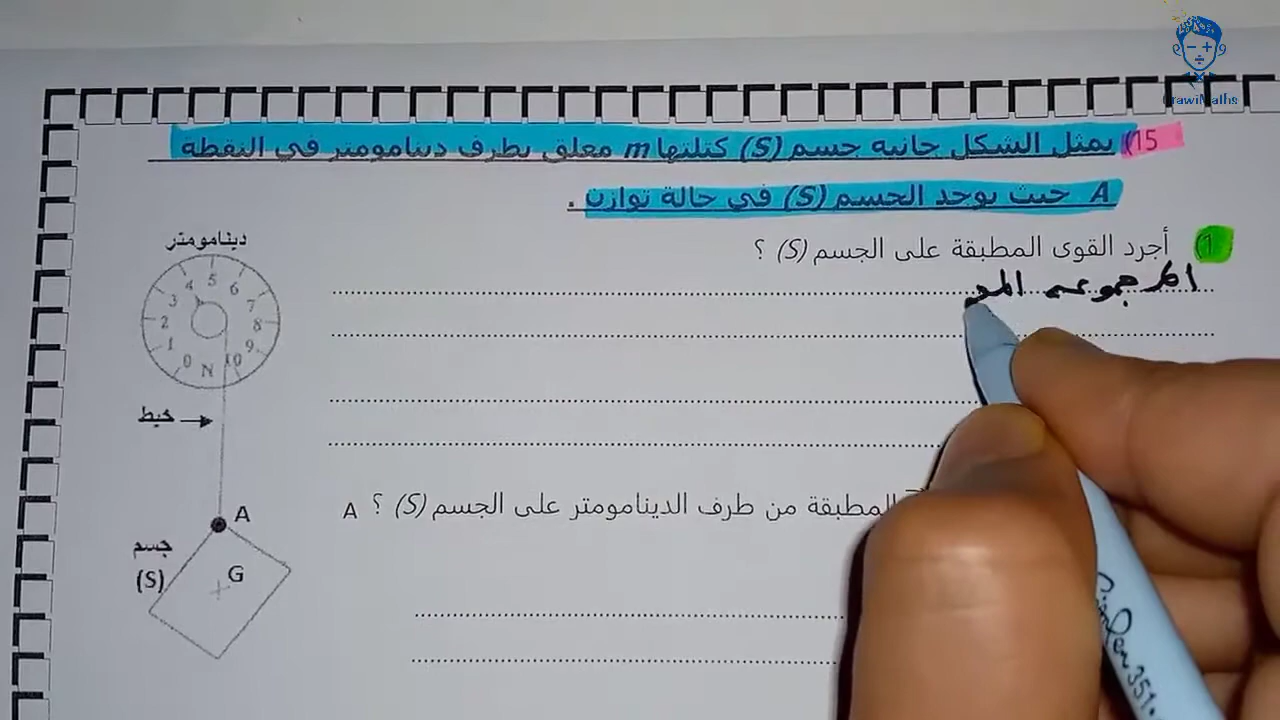 15) يمثل الشكل جانبه جسم (S) كتلتها m معلق بطرف دينامومتر في النقطة
A حيث يوجد الجسم (S) في حالة توازن .
1) أجرد القوى المطبقة على الجسم (S) ؟
المجموعة
دينامومتر
0 1 2 3 4 5 6 7 8 9 10
N
خيط
A
جسم
(S)
G
المطبقة من طرف الدينامومتر على الجسم (S) ؟ A